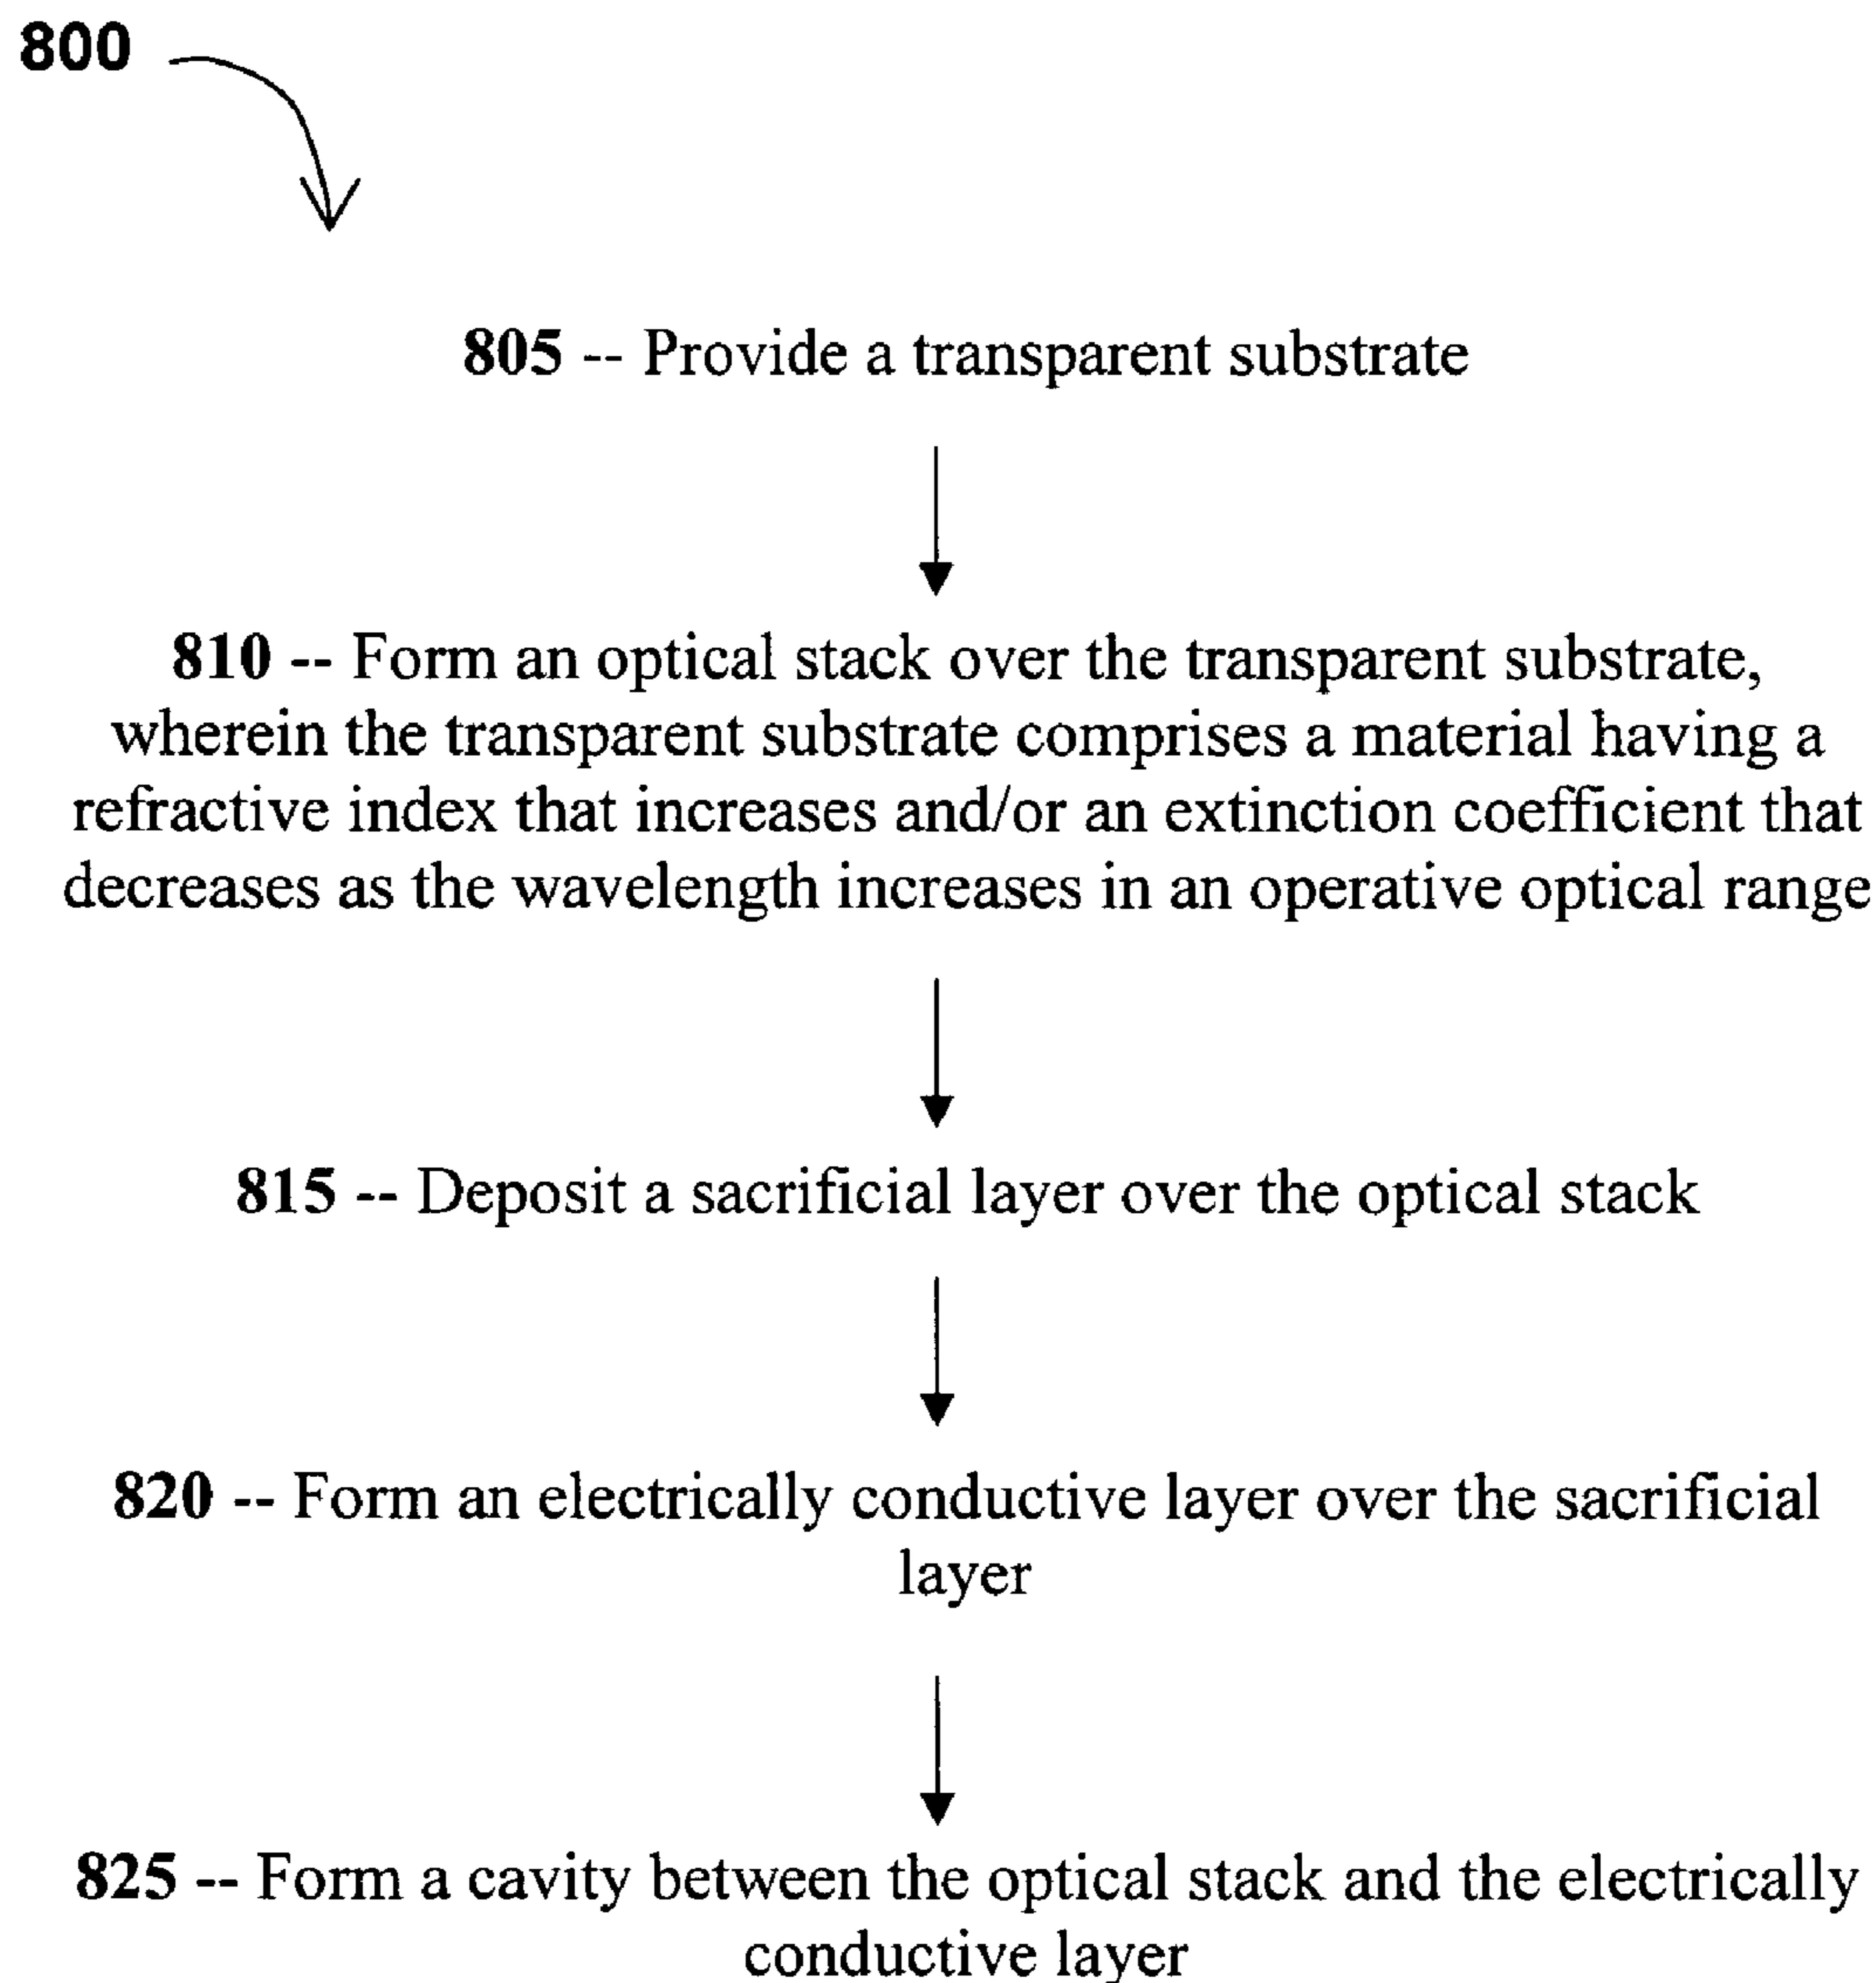 800
805 -- Provide a transparent substrate
810 -- Form an optical stack over the transparent substrate,
wherein the transparent substrate comprises a material having a
refractive index that increases and/or an extinction coefficient that
decreases as the wavelength increases in an operative optical range
815 -- Deposit a sacrificial layer over the optical stack
820 -- Form an electrically conductive layer over the sacrificial
layer
825 -- Form a cavity between the optical stack and the electrically
conductive layer